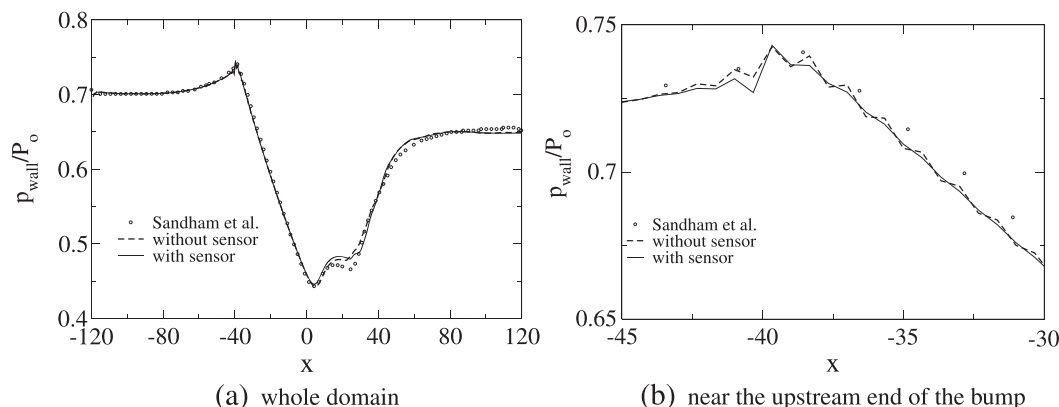 0.8
0.7
0.6
0.5
0.4
p_wall/P_o
Sandham et al.
without sensor
with sensor
-120 -80 -40 0 40 80 120
x
(a) whole domain
0.75
0.7
0.65
p_wall/P_o
Sandham et al.
without sensor
with sensor
-45 -40 -35 -30
x
(b) near the upstream end of the bump